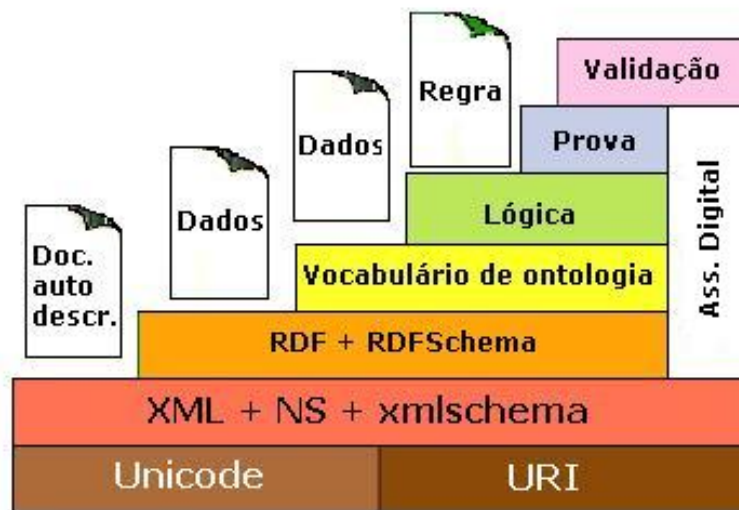 Regra
Validação
Dados
Prova
Dados
Lógica
Doc.
auto
descr.
Vocabulário de ontologia
Ass. Digital
RDF + RDFSchema
XML + NS + xmlschema
Unicode
URI